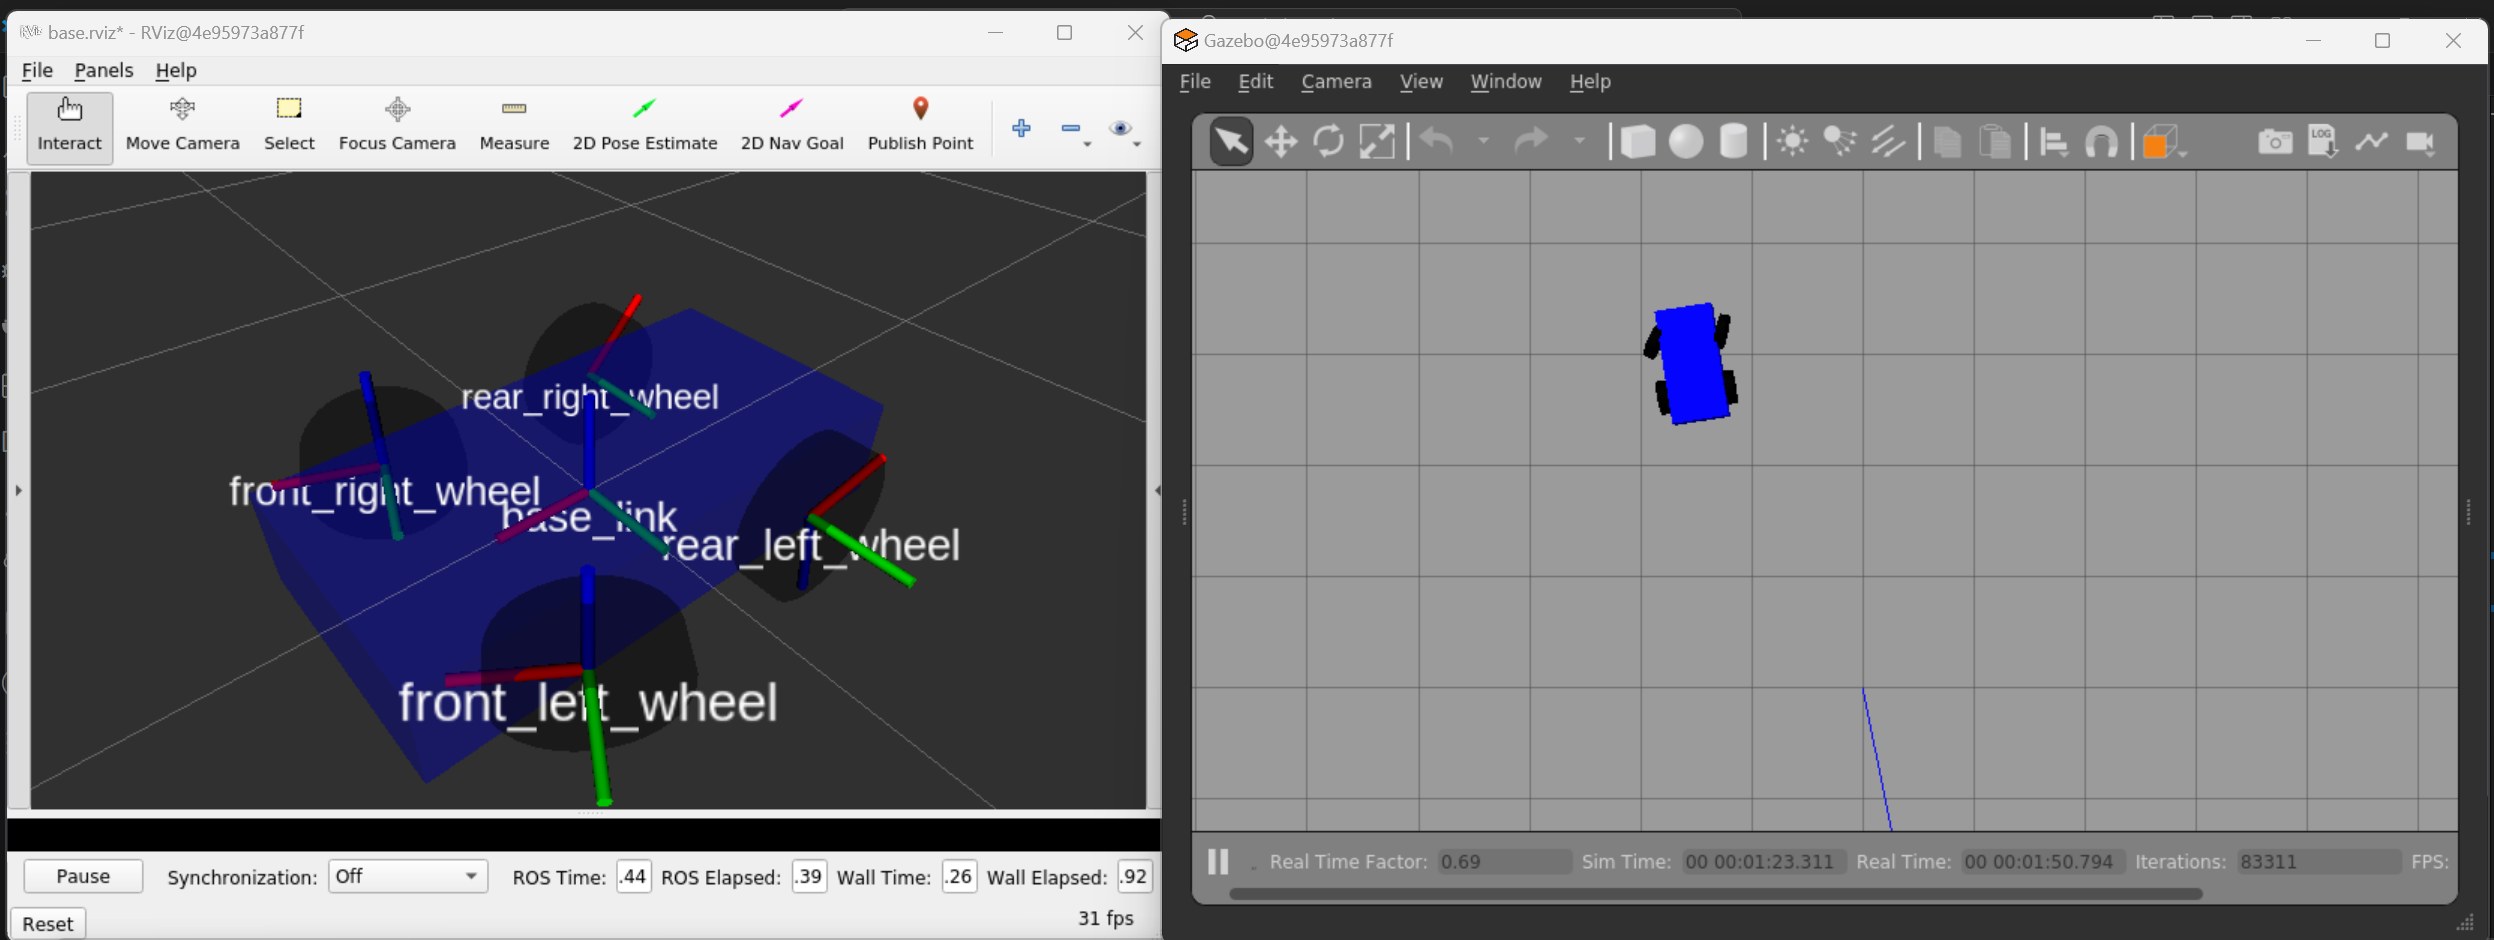 base.rviz* - RViz@4e95973a877f
File Panels Help
Interact Move Camera Select Focus Camera Measure 2D Pose Estimate 2D Nav Goal Publish Point
rear_right_wheel
front_right_wheel
base_link
rear_left_wheel
front_left_wheel
Pause Synchronization: Off ROS Time: .44 ROS Elapsed: .39 Wall Time: .26 Wall Elapsed: .92
Reset 31 fps
Gazebo@4e95973a877f
File Edit Camera View Window Help
LOG
Real Time Factor: 0.69 Sim Time: 00 00:01:23.311 Real Time: 00 00:01:50.794 Iterations: 83311 FPS: